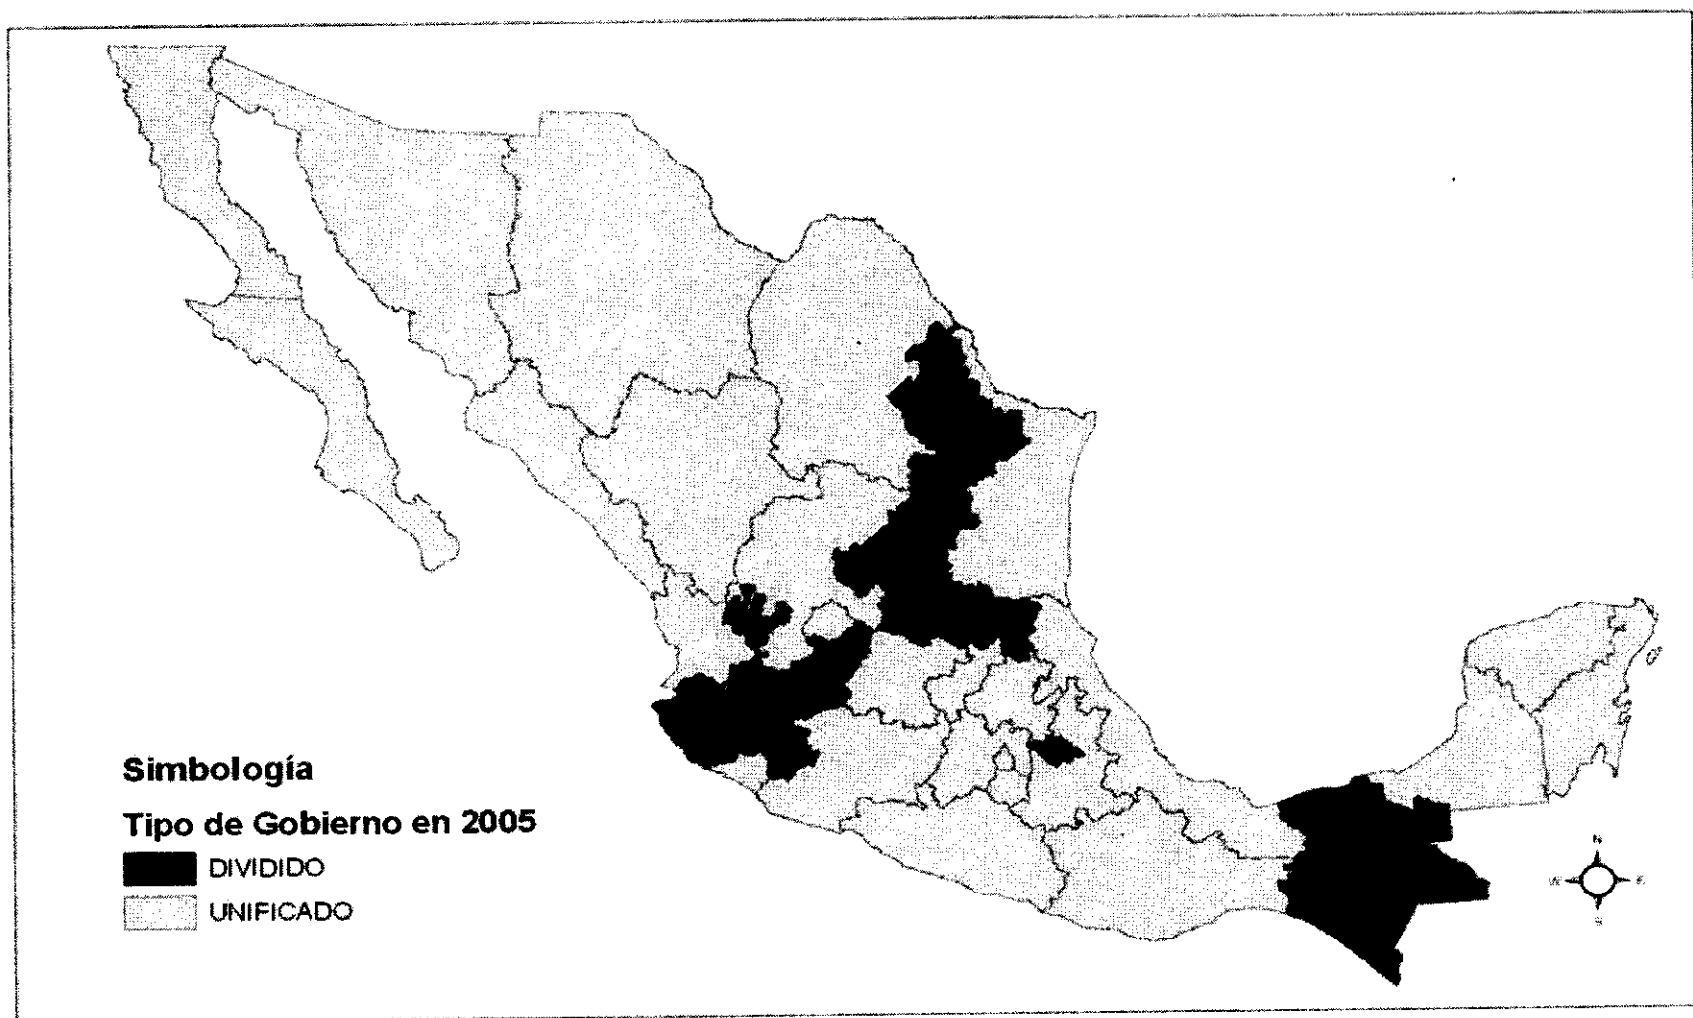 Simbología
Tipo de Gobierno en 2005
DIVIDIDO
UNIFICADO
N
W
E
S